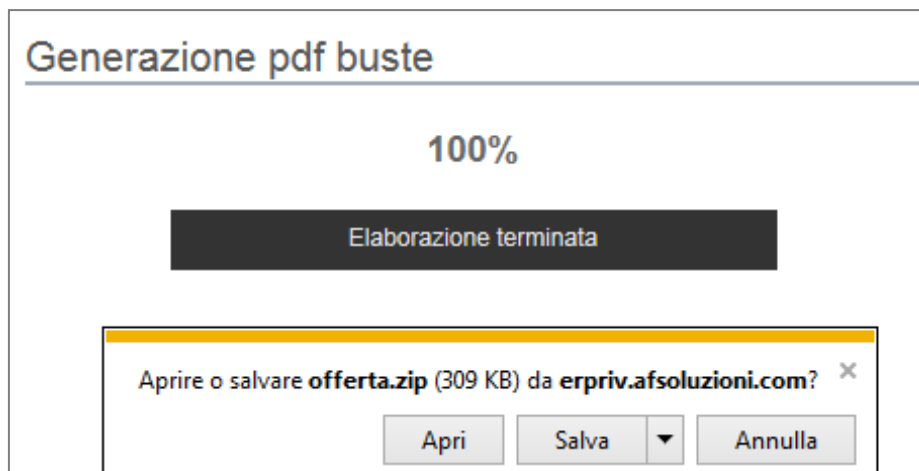 Generazione pdf buste
100%
Elaborazione terminata
Aprire o salvare offerta.zip (309 KB) da erpriv.afsoluzioni.com? ×
Apri Salva Annulla